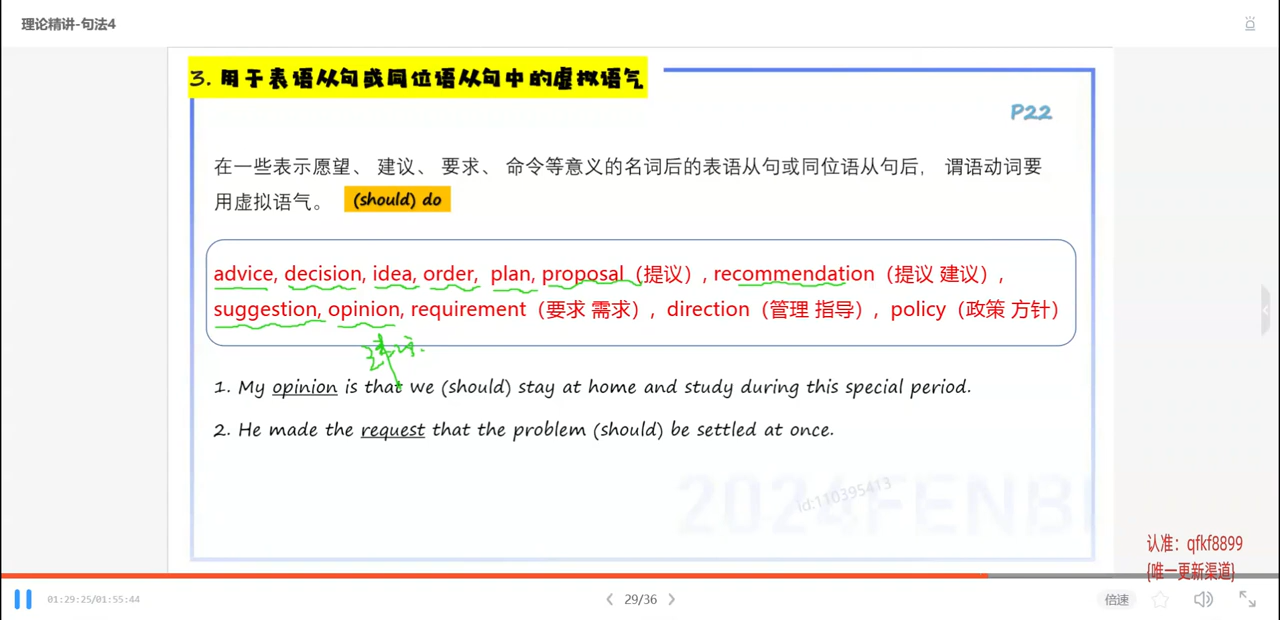 理论精讲-句法4
3. 用于表语从句或同位语从句中的虚拟语气
P22
在一些表示愿望、 建议、 要求、 命令等意义的名词后的表语从句或同位语从句后， 谓语动词要
用虚拟语气。 (should) do
advice, decision, idea, order, plan, proposal（提议）, recommendation（提议 建议）,
suggestion, opinion, requirement（要求 需求）, direction（管理 指导）, policy（政策 方针）
1. My opinion is that we (should) stay at home and study during this special period.
2. He made the request that the problem (should) be settled at once.
id:110395413
2024FENBI
认准：qfkf8899
{唯一更新渠道}
01:29:25/01:55:44
29/36
倍速